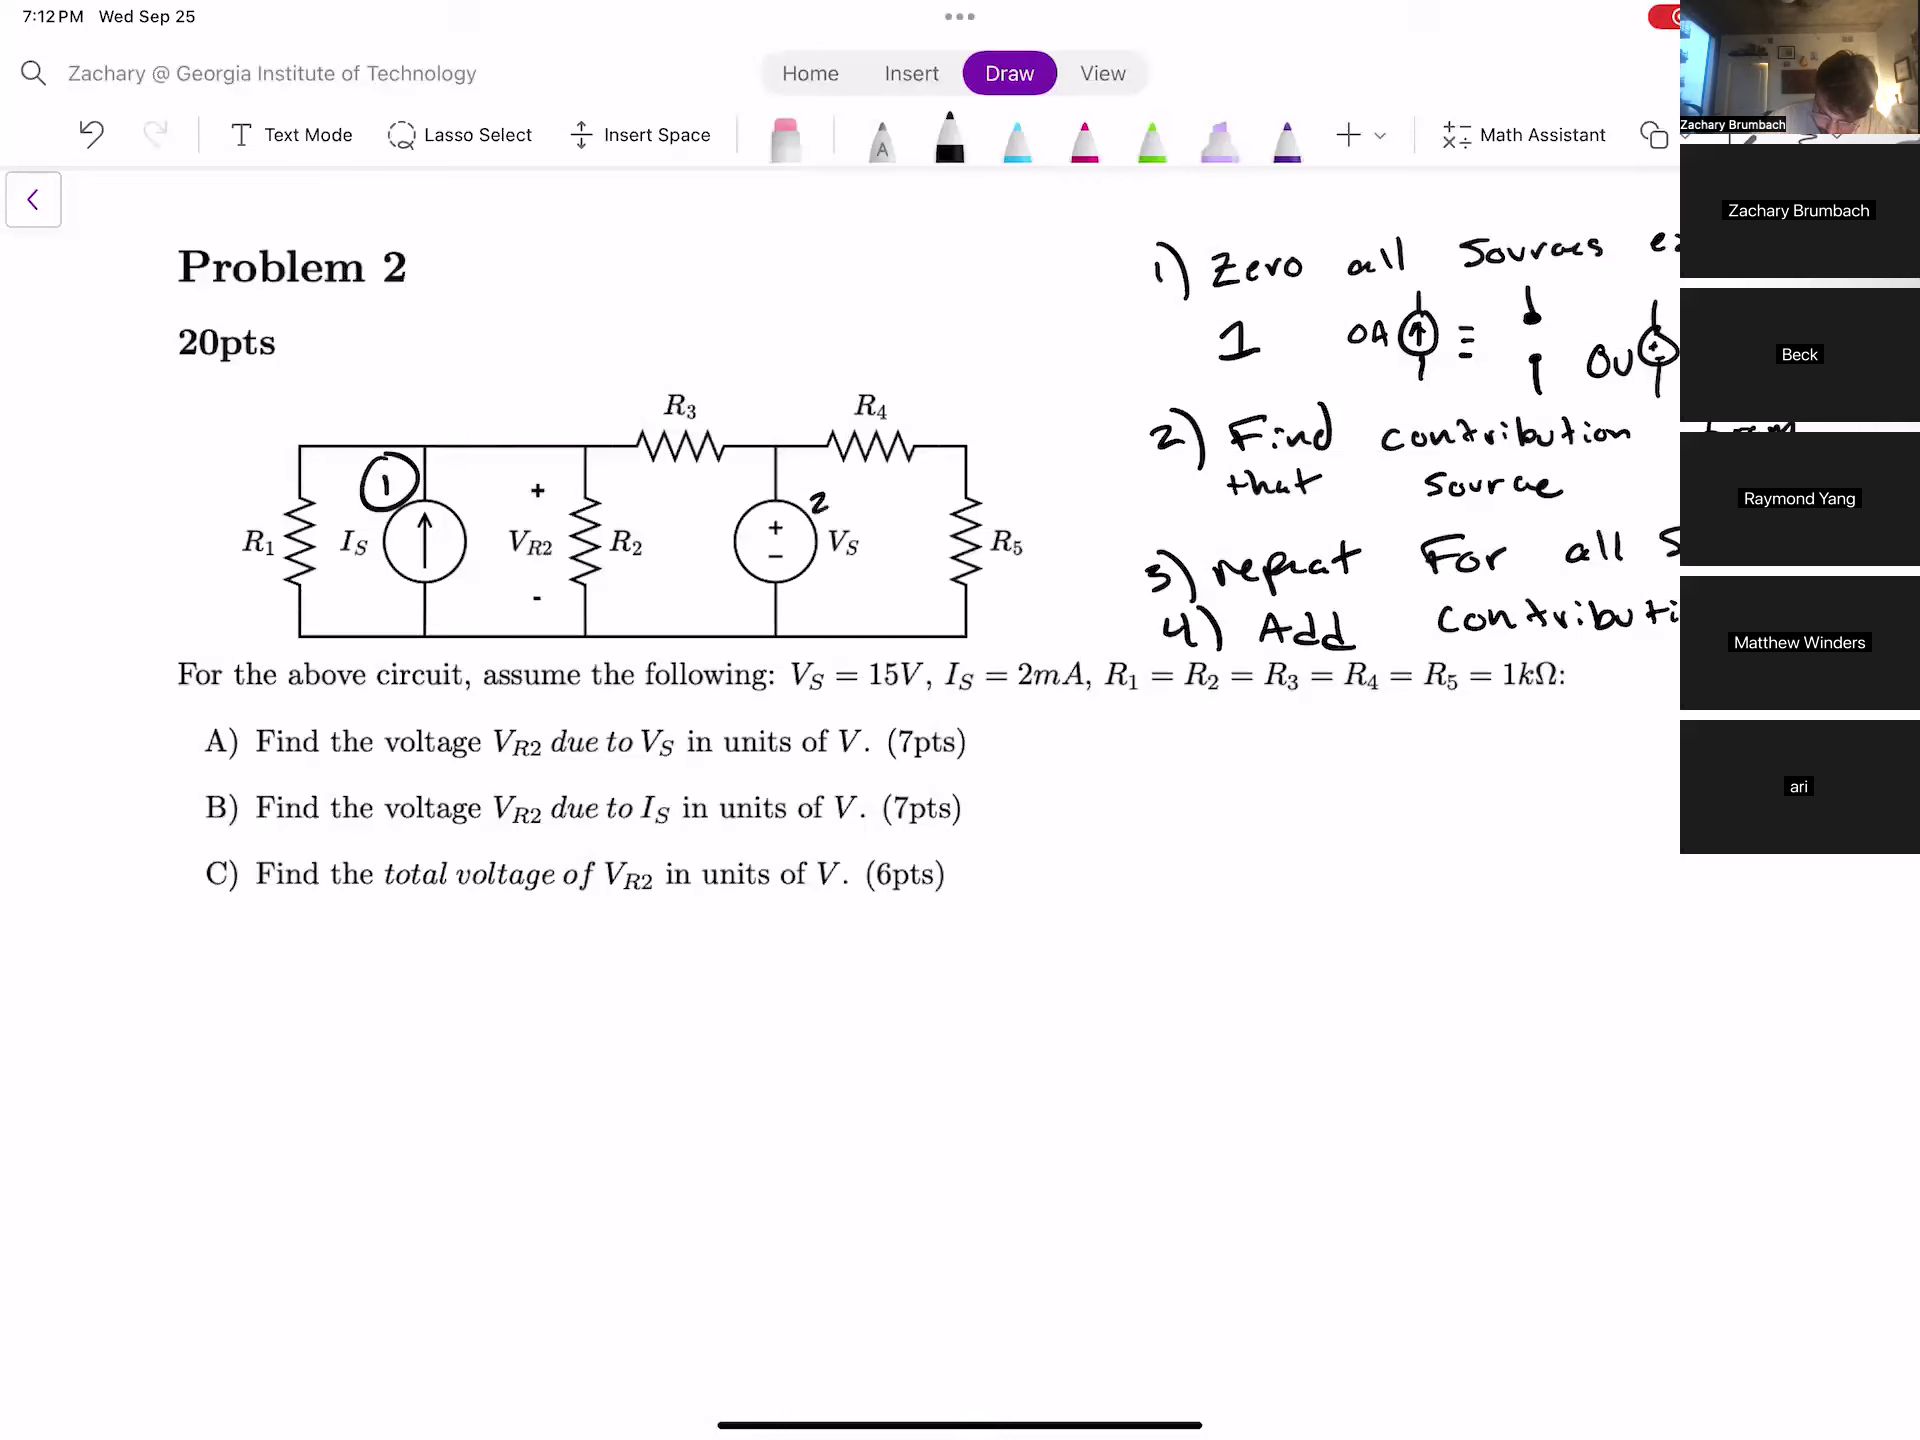 7:12 PM Wed Sep 25
Zachary @ Georgia Institute of Technology
Home Insert Draw View
Text Mode Lasso Select Insert Space A Math Assistant
Zachary Brumbach
Zachary Brumbach
Beck
Raymond Yang
Matthew Winders
ari
Problem 2
20pts
R3 R4
1
+
2
R1 IS VR2 R2 + − VS R5
-
1) Zero all Sources
1 0A ≡ 0V
2) Find contribution
that source
3) repeat For all S
4) Add contributi
For the above circuit, assume the following: VS = 15V, IS = 2mA, R1 = R2 = R3 = R4 = R5 = 1kΩ:
A) Find the voltage VR2 due to VS in units of V. (7pts)
B) Find the voltage VR2 due to IS in units of V. (7pts)
C) Find the total voltage of VR2 in units of V. (6pts)